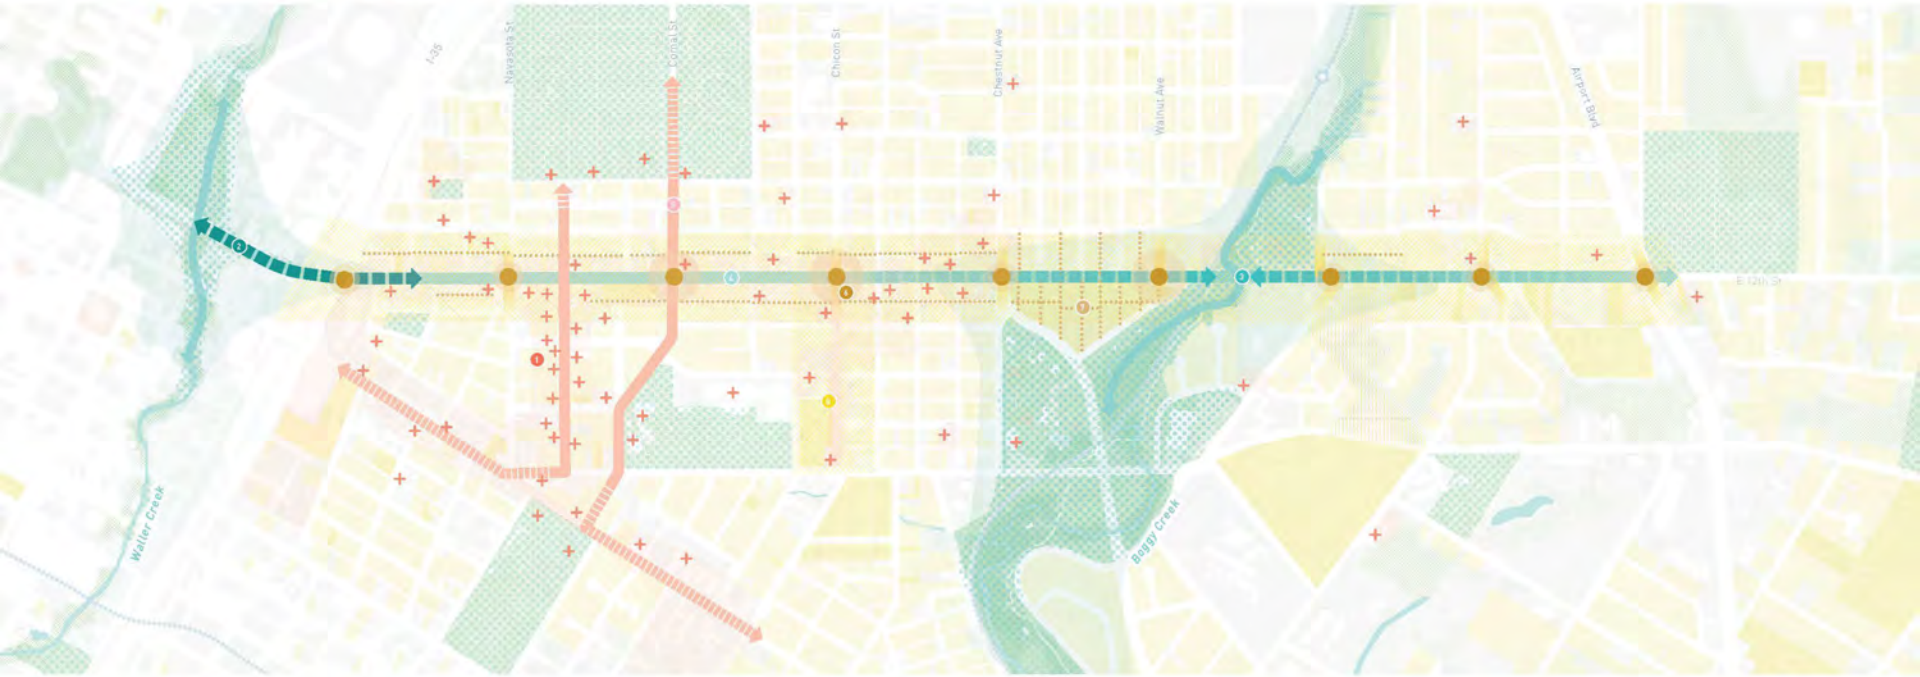 I-35
Navasota St
Comal St
Chicon St
Chestnut Ave
Walnut Ave
Airport Blvd
E 12th St
Waller Creek
Boggy Creek